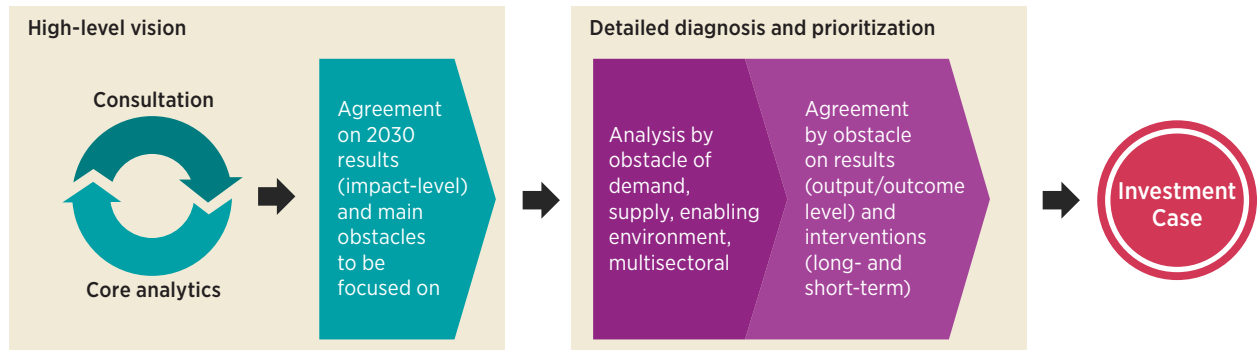 High-level vision
Consultation
Core analytics
Agreement
on 2030
results
(impact-level)
and main
obstacles
to be
focused on
Detailed diagnosis and prioritization
Analysis by
obstacle of
demand,
supply, enabling
environment,
multisectoral
Agreement
by obstacle
on results
(output/outcome
level) and
interventions
(long- and
short-term)
Investment
Case